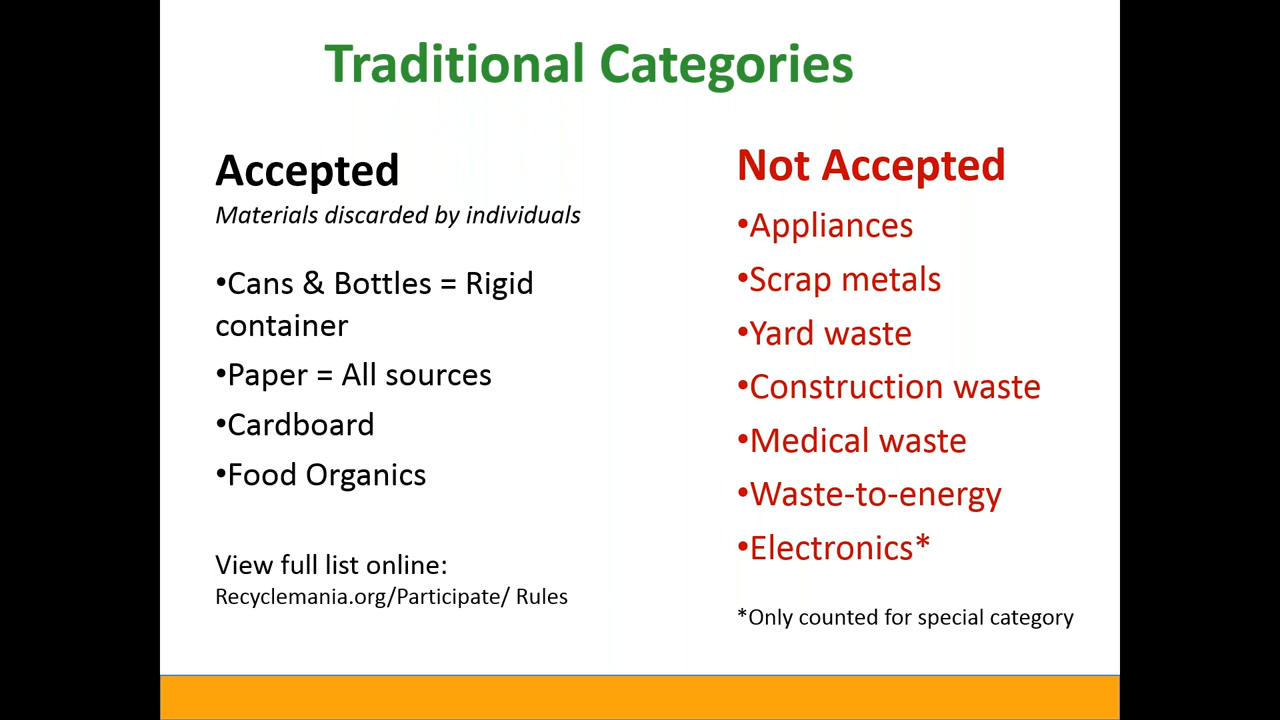 Traditional Categories
Accepted
Materials discarded by individuals
•Cans & Bottles = Rigid
container
•Paper = All sources
•Cardboard
•Food Organics
View full list online:
Recyclemania.org/Participate/ Rules
Not Accepted
•Appliances
•Scrap metals
•Yard waste
•Construction waste
•Medical waste
•Waste-to-energy
•Electronics*
*Only counted for special category